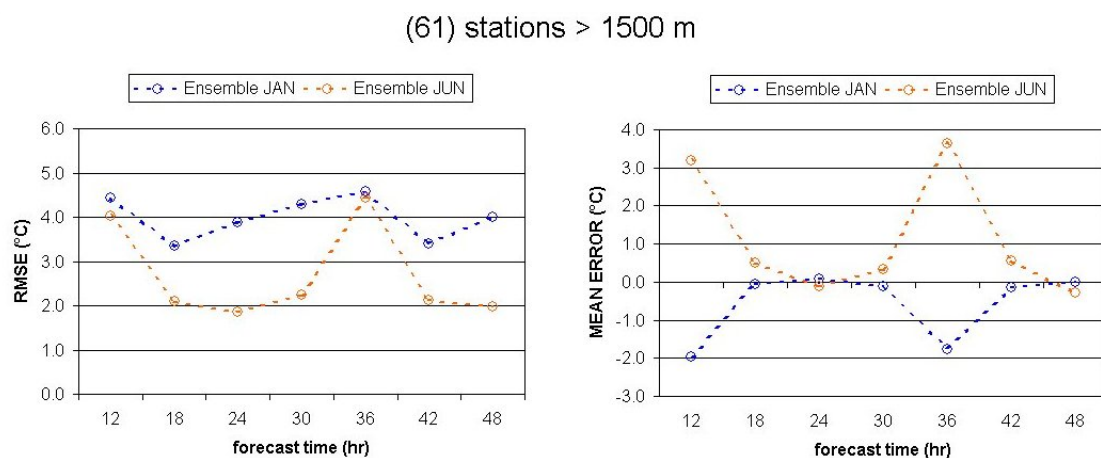 (61) stations > 1500 m
Ensemble JAN Ensemble JUN
6.0
5.0
4.0
3.0
2.0
1.0
0.0
RMSE (°C)
12 18 24 30 36 42 48
forecast time (hr)
Ensemble JAN Ensemble JUN
4.0
3.0
2.0
1.0
0.0
-1.0
-2.0
-3.0
MEAN ERROR (°C)
12 18 24 30 36 42 48
forecast time (hr)